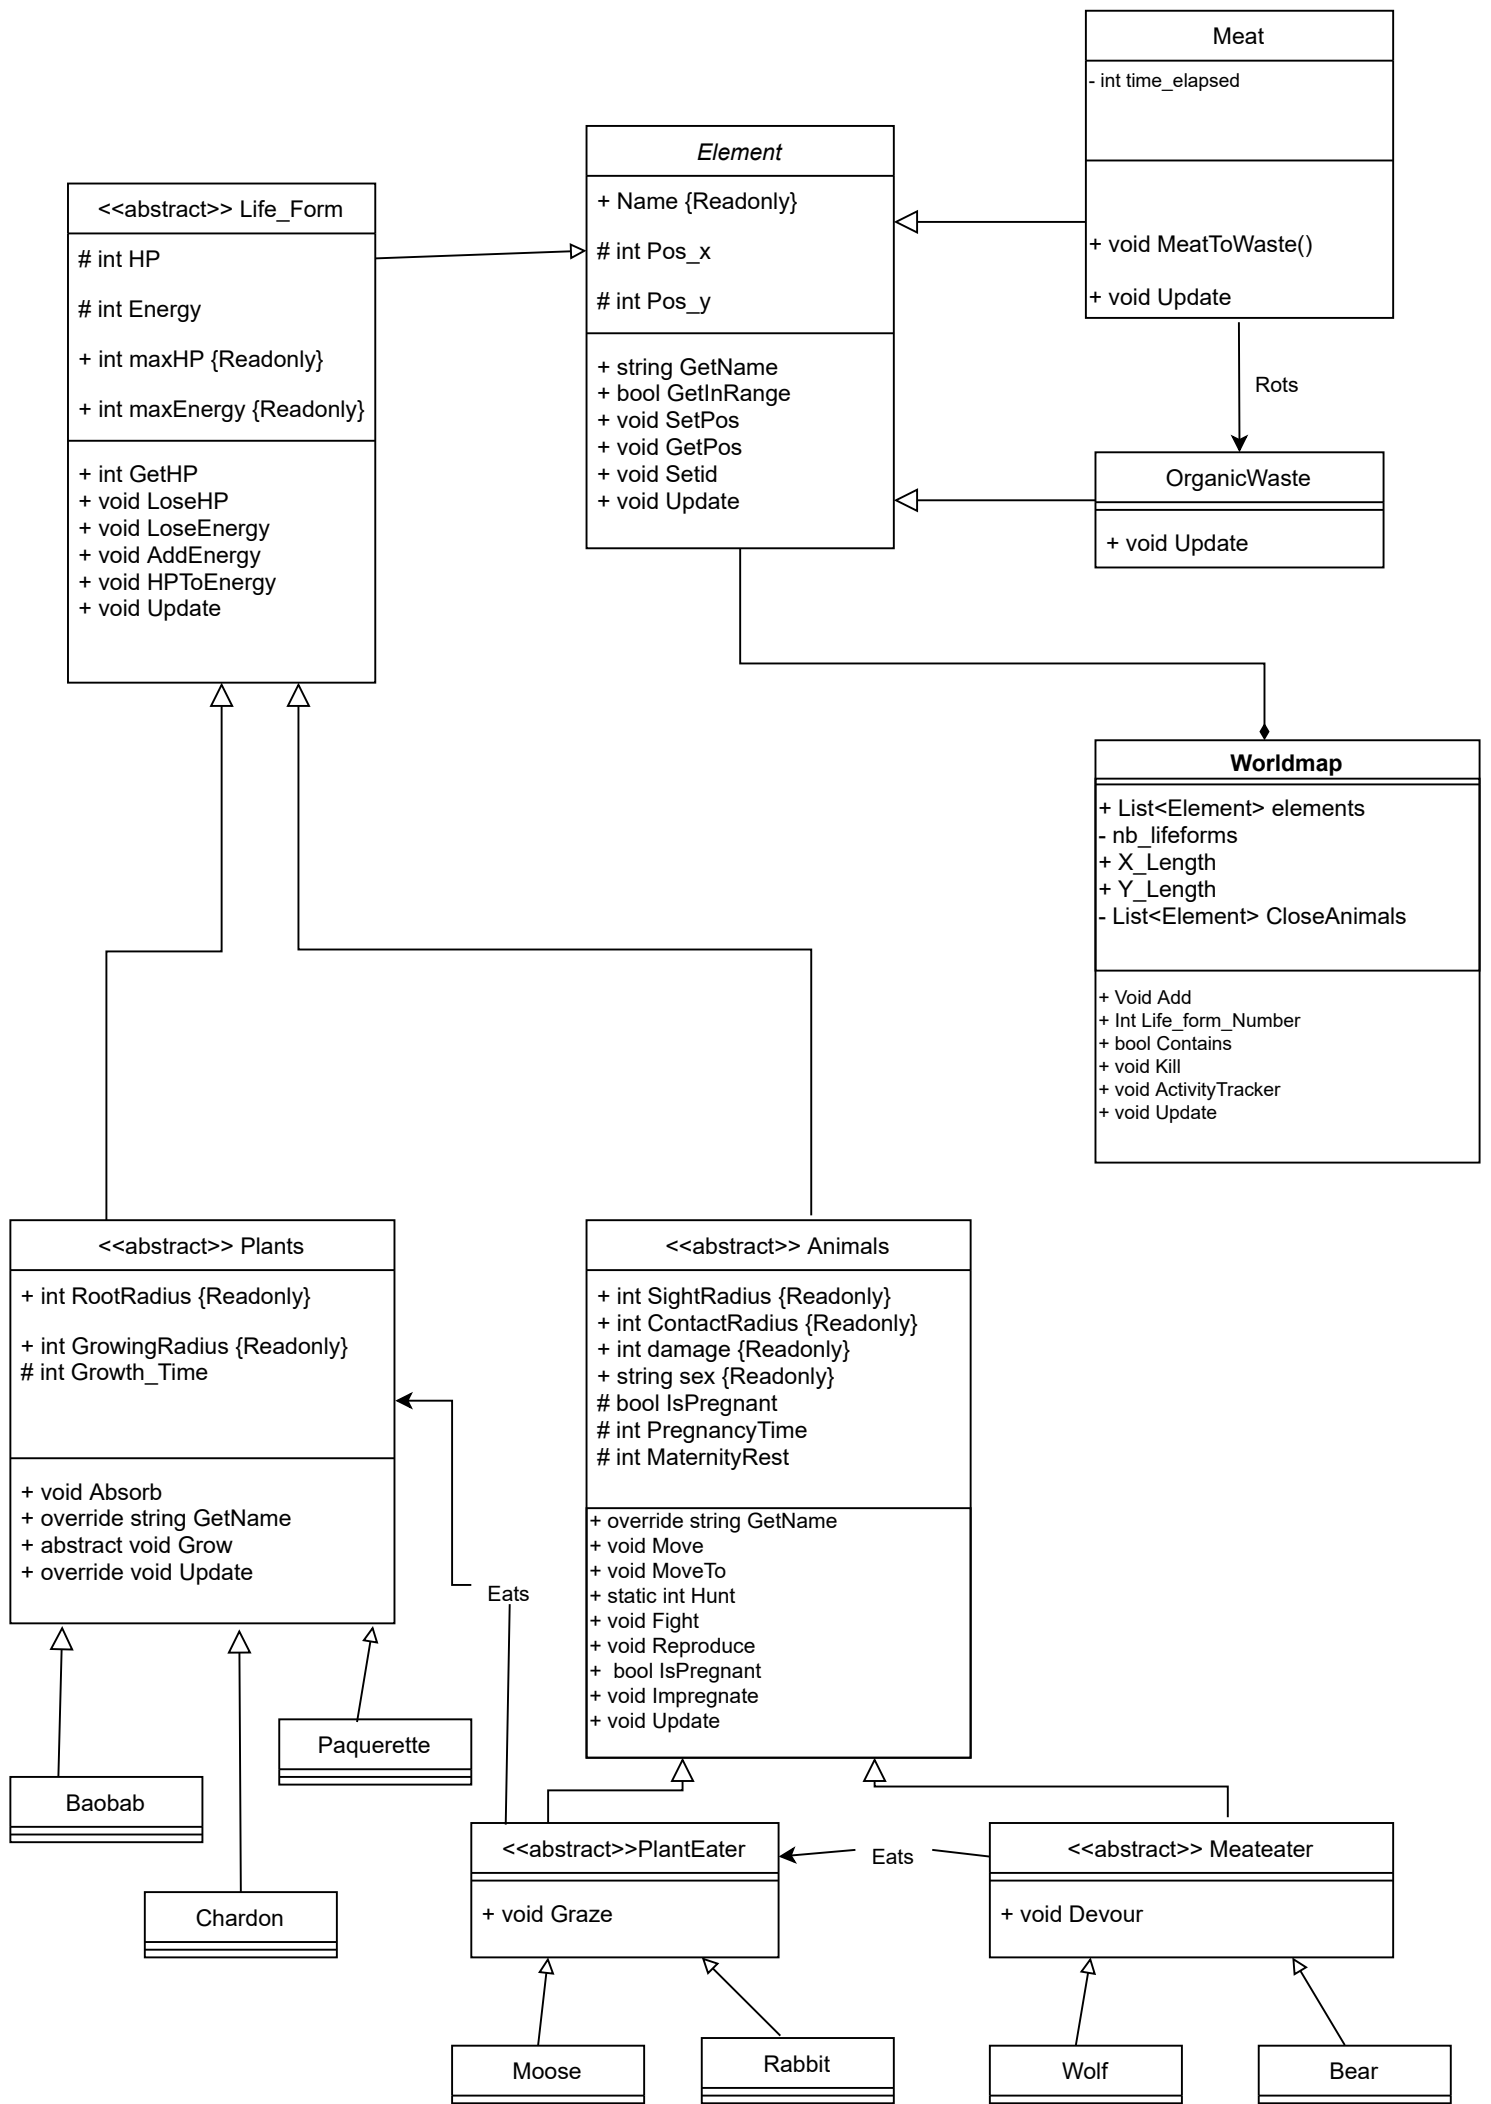 Meat
- int time_elapsed
+ void MeatToWaste()
+ void Update
Element
+ Name {Readonly}
# int Pos_x
# int Pos_y
+ string GetName
+ bool GetInRange
+ void SetPos
+ void GetPos
+ void Setid
+ void Update
<<abstract>> Life_Form
# int HP
# int Energy
+ int maxHP {Readonly}
+ int maxEnergy {Readonly}
+ int GetHP
+ void LoseHP
+ void LoseEnergy
+ void AddEnergy
+ void HPToEnergy
+ void Update
Rots
OrganicWaste
+ void Update
Worldmap
+ List<Element> elements
- nb_lifeforms
+ X_Length
+ Y_Length
- List<Element> CloseAnimals
+ Void Add
+ Int Life_form_Number
+ bool Contains
+ void Kill
+ void ActivityTracker
+ void Update
<<abstract>> Plants
+ int RootRadius {Readonly}
+ int GrowingRadius {Readonly}
# int Growth_Time
+ void Absorb
+ override string GetName
+ abstract void Grow
+ override void Update
<<abstract>> Animals
+ int SightRadius {Readonly}
+ int ContactRadius {Readonly}
+ int damage {Readonly}
+ string sex {Readonly}
# bool IsPregnant
# int PregnancyTime
# int MaternityRest
+ override string GetName
+ void Move
+ void MoveTo
+ static int Hunt
+ void Fight
+ void Reproduce
+  bool IsPregnant
+ void Impregnate
+ void Update
Eats
Paquerette
Baobab
Chardon
<<abstract>>PlantEater
+ void Graze
Eats
<<abstract>> Meateater
+ void Devour
Moose
Rabbit
Wolf
Bear